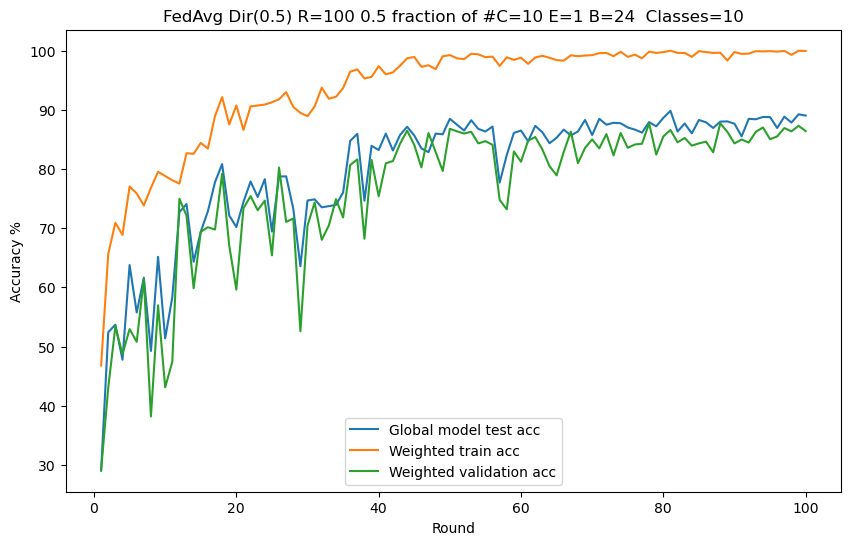 FedAvg Dir(0.5) R=100 0.5 fraction of #C=10 E=1 B=24  Classes=10
Accuracy %
100
90
80
70
60
50
40
30
Global model test acc
Weighted train acc
Weighted validation acc
0 20 40 60 80 100
Round